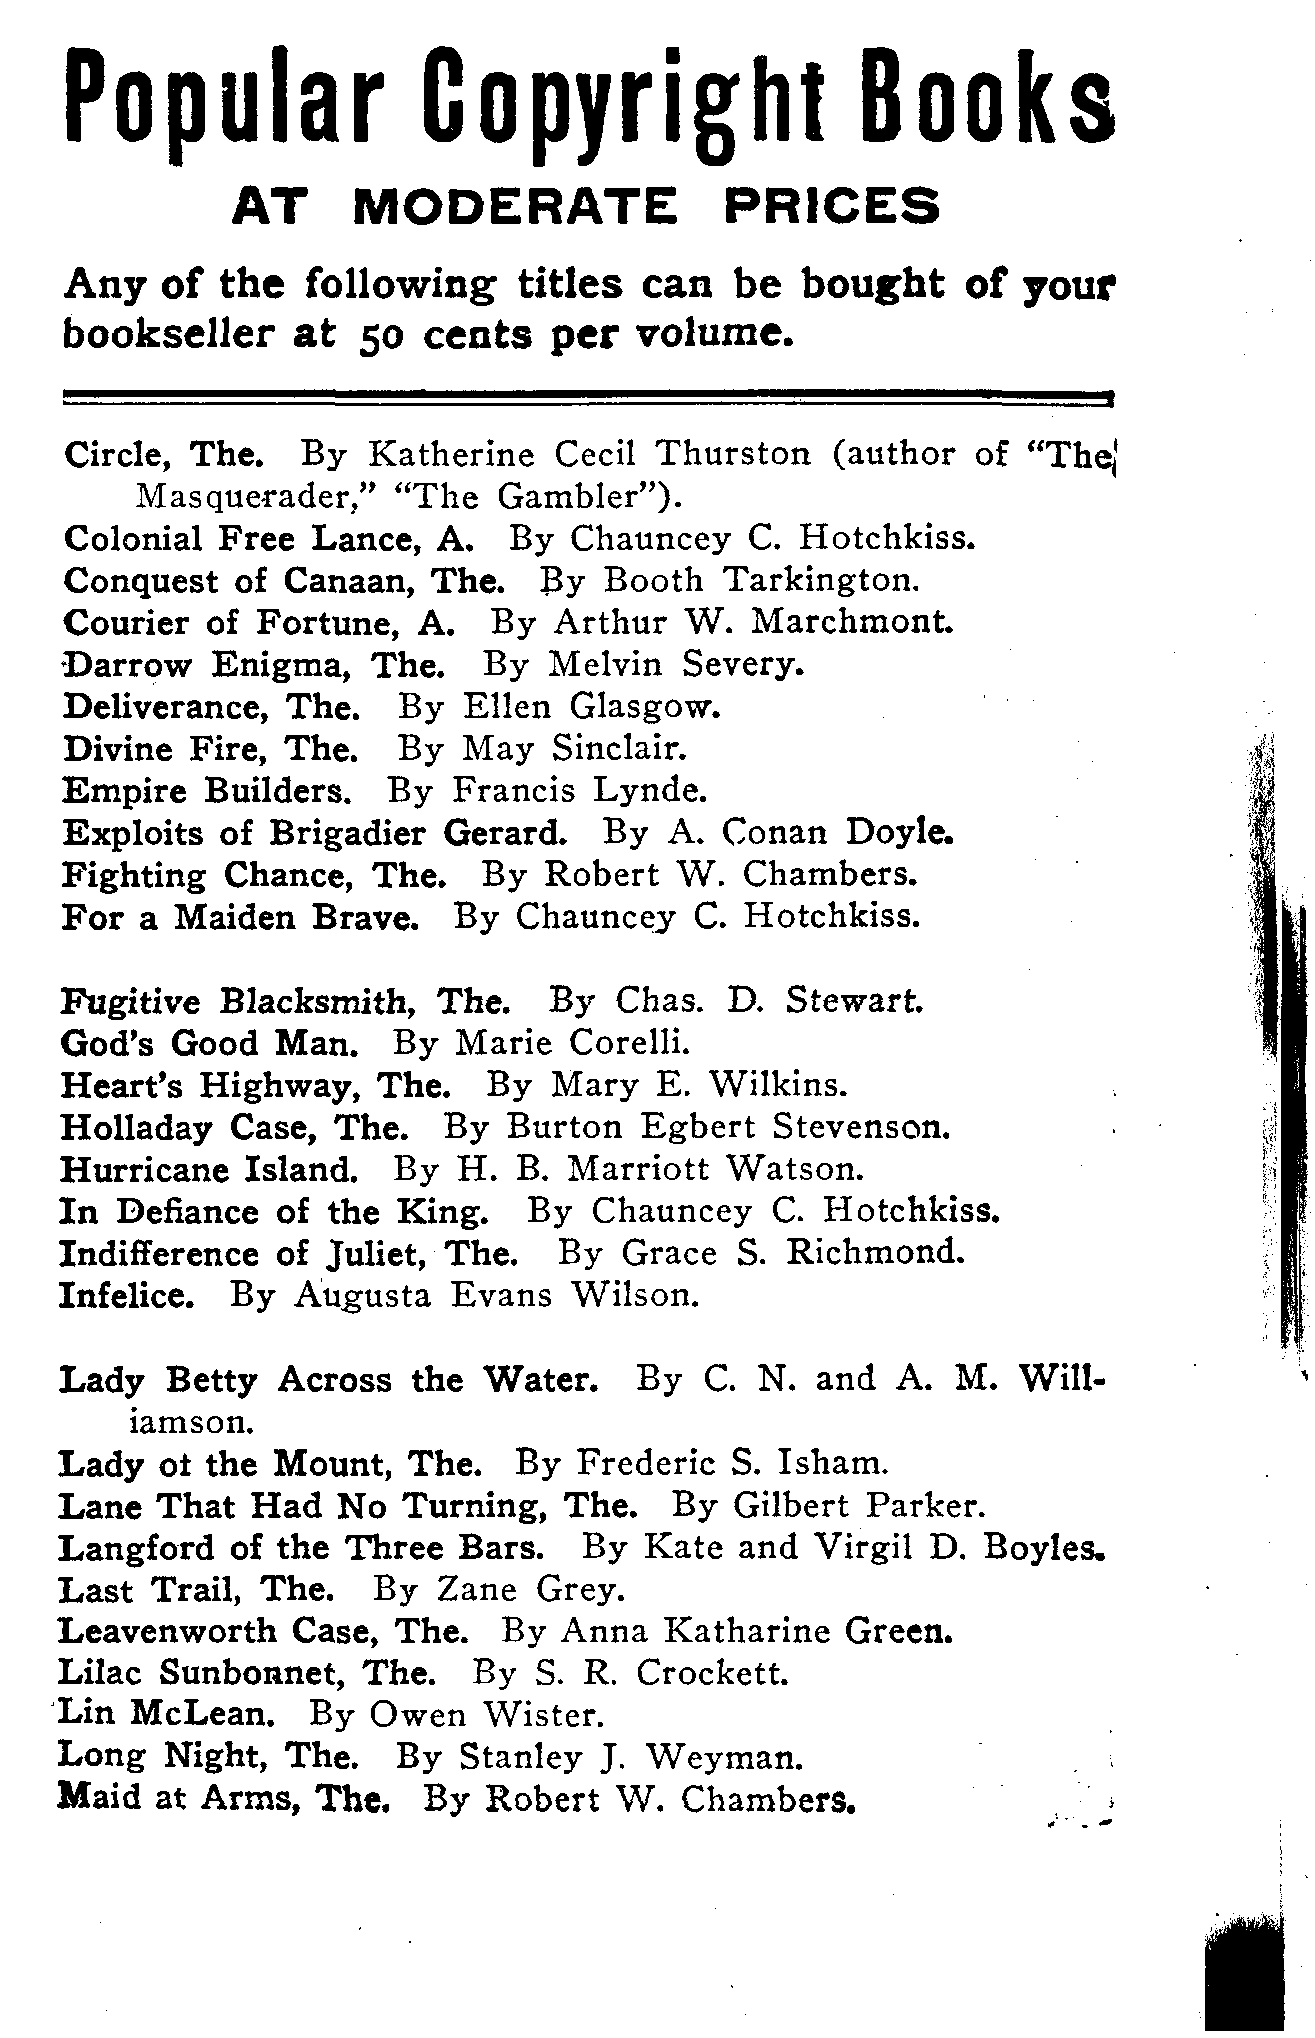 Popular Copyright Books
AT MODERATE PRICES
Any of the following titles can be bought of your
bookseller at 50 cents per volume.
Circle, The. By Katherine Cecil Thurston (author of "The
Masquerader," "The Gambler").
Colonial Free Lance, A. By Chauncey C. Hotchkiss.
Conquest of Canaan, The. By Booth Tarkington.
Courier of Fortune, A. By Arthur W. Marchmont.
Darrow Enigma, The. By Melvin Severy.
Deliverance, The. By Ellen Glasgow.
Divine Fire, The. By May Sinclair.
Empire Builders. By Francis Lynde.
Exploits of Brigadier Gerard. By A. Conan Doyle.
Fighting Chance, The. By Robert W. Chambers.
For a Maiden Brave. By Chauncey C. Hotchkiss.
Fugitive Blacksmith, The. By Chas. D. Stewart.
God's Good Man. By Marie Corelli.
Heart's Highway, The. By Mary E. Wilkins.
Holladay Case, The. By Burton Egbert Stevenson.
Hurricane Island. By H. B. Marriott Watson.
In Defiance of the King. By Chauncey C. Hotchkiss.
Indifference of Juliet, The. By Grace S. Richmond.
Infelice. By Augusta Evans Wilson.
Lady Betty Across the Water. By C. N. and A. M. Will-
iamson.
Lady ot the Mount, The. By Frederic S. Isham.
Lane That Had No Turning, The. By Gilbert Parker.
Langford of the Three Bars. By Kate and Virgil D. Boyles.
Last Trail, The. By Zane Grey.
Leavenworth Case, The. By Anna Katharine Green.
Lilac Sunbonnet, The. By S. R. Crockett.
Lin McLean. By Owen Wister.
Long Night, The. By Stanley J. Weyman.
Maid at Arms, The. By Robert W. Chambers.